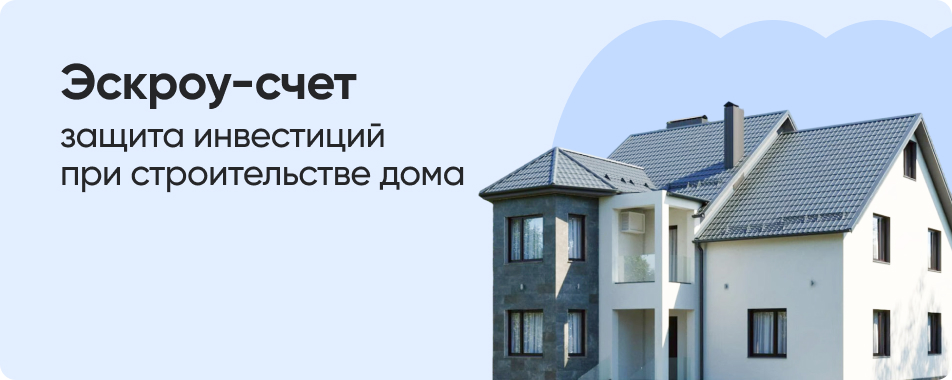 Эскроу-счет
защита инвестиций
при строительстве дома